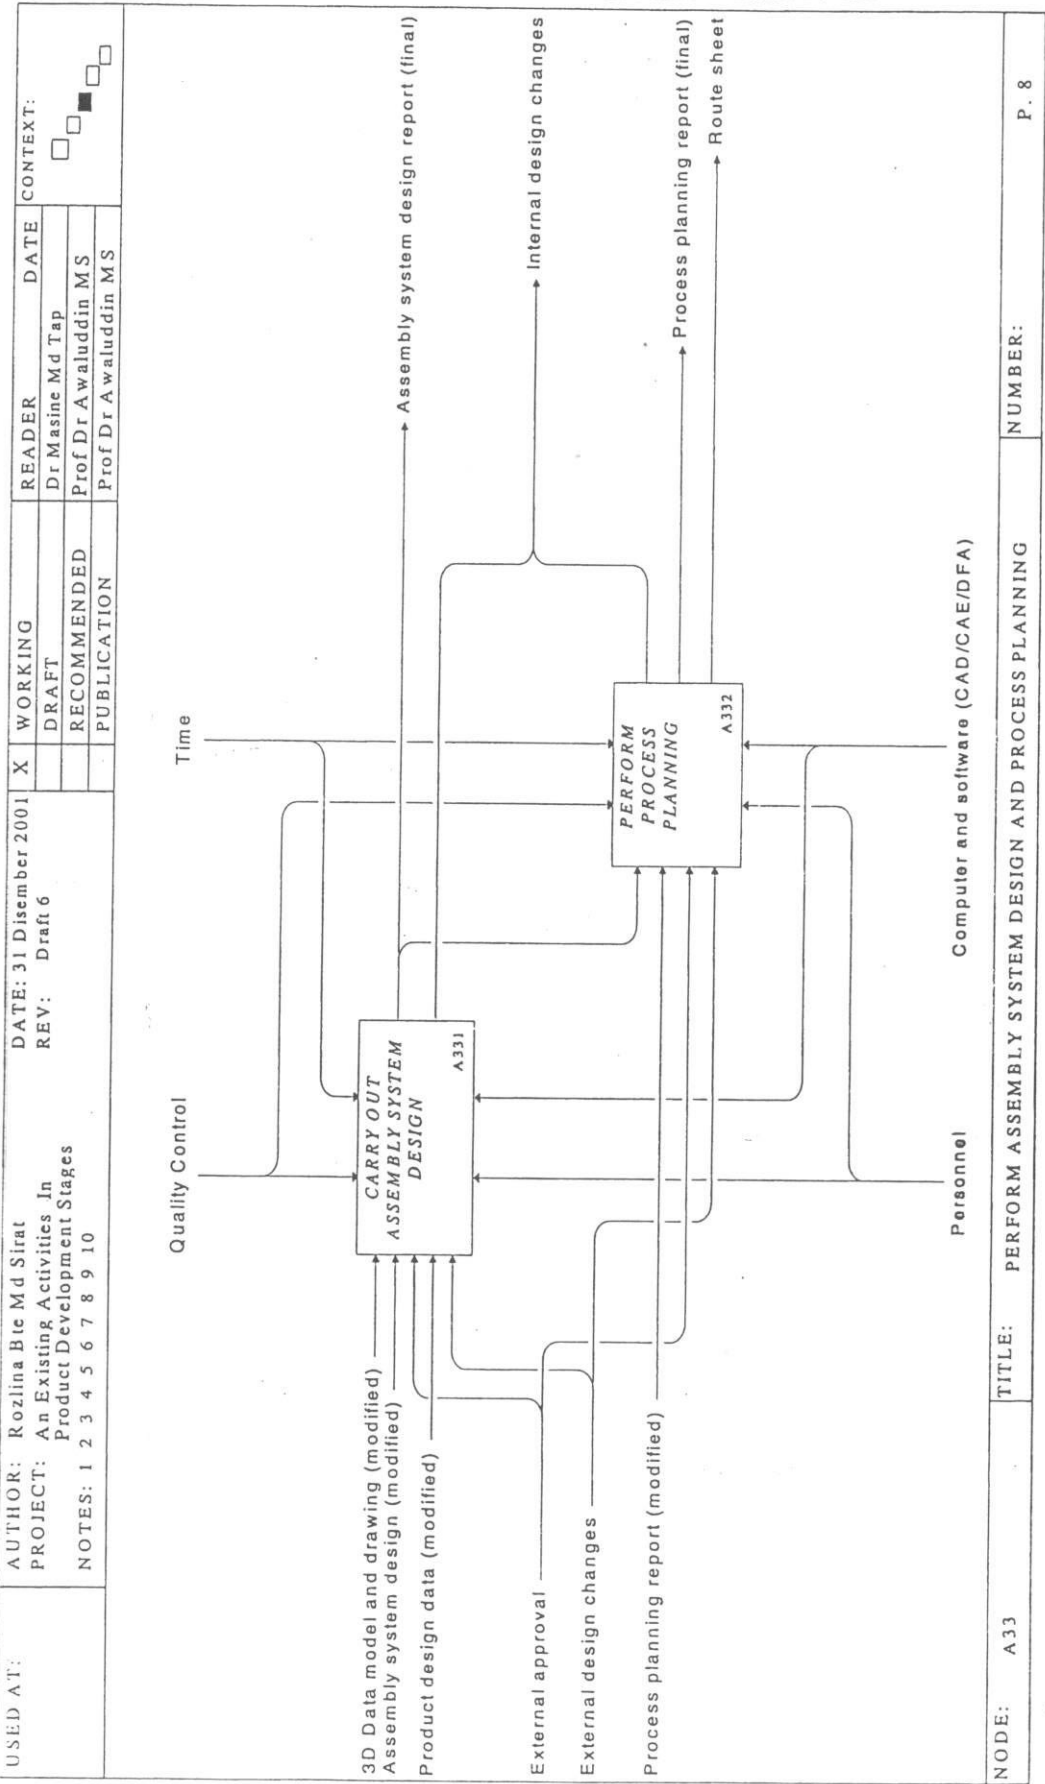 USED AT:
AUTHOR: Rozlina Bte Md Sirat
PROJECT: An Existing Activities In
Product Development Stages
NOTES: 1 2 3 4 5 6 7 8 9 10
DATE: 31 Disember 2001
REV: Draft 6
X WORKING
DRAFT
RECOMMENDED
PUBLICATION
READER DATE
Dr Masine Md Tap
Prof Dr Awaluddin MS
Prof Dr Awaluddin MS
CONTEXT:
Quality Control
Time
3D Data model and drawing (modified)
Assembly system design (modified)
Product design data (modified)
External approval
External design changes
Process planning report (modified)
CARRY OUT
ASSEMBLY SYSTEM
DESIGN
A331
PERFORM
PROCESS
PLANNING
A332
Assembly system design report (final)
Internal design changes
Process planning report (final)
Route sheet
Personnel
Computer and software (CAD/CAE/DFA)
NODE: A33
TITLE: PERFORM ASSEMBLY SYSTEM DESIGN AND PROCESS PLANNING
NUMBER:
P. 8